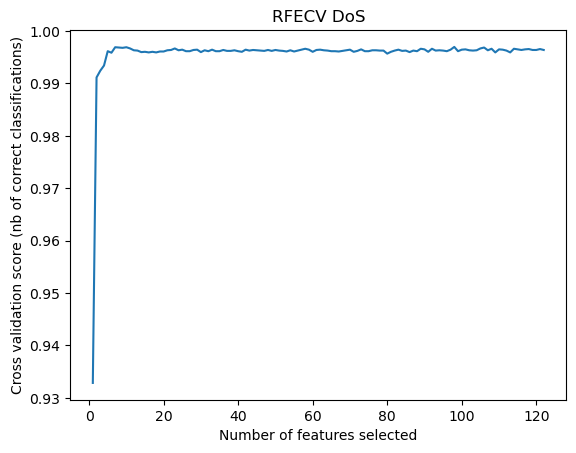 RFECV DoS
Cross validation score (nb of correct classifications)
1.00
0.99
0.98
0.97
0.96
0.95
0.94
0.93
0 20 40 60 80 100 120
Number of features selected